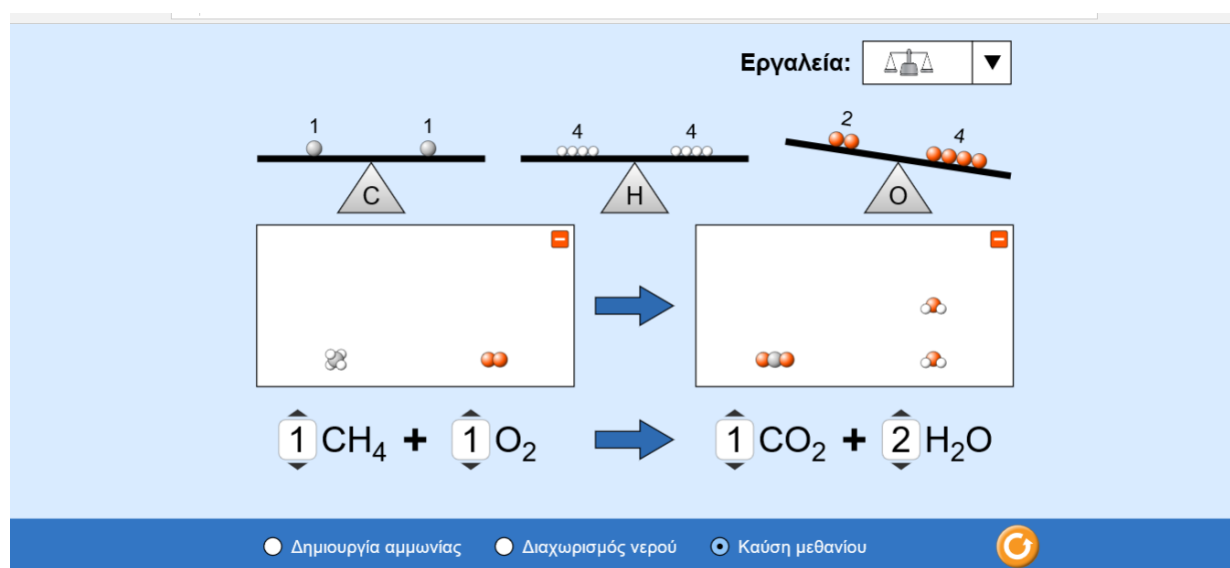 Εργαλεία:
1 1 4 4 2 4
C H O
1 CH₄ + 1 O₂ 1 CO₂ + 2 H₂O
Δημιουργία αμμωνίας Διαχωρισμός νερού Καύση μεθανίου